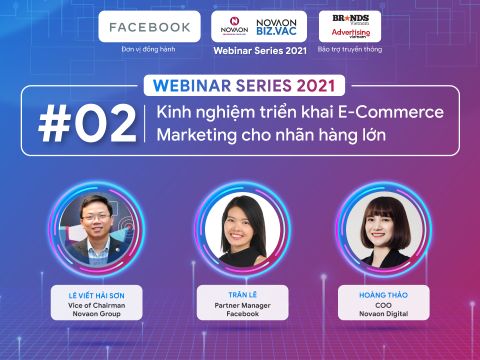 FACEBOOK
Đơn vị đồng hành
NOVAON
NOVAON
BIZ.VAC
Webinar Series 2021
BRANDS
Vietnam
Advertising
vietnam
Bảo trợ truyền thông
WEBINAR SERIES 2021
#02
Kinh nghiệm triển khai E-Commerce
Marketing cho nhãn hàng lớn
LÊ VIẾT HẢI SƠN
Vice of Chairman
Novaon Group
TRÂN LÊ
Partner Manager
Facebook
HOÀNG THẢO
COO
Novaon Digital